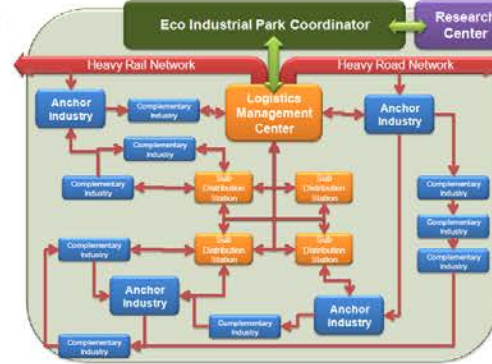 Eco Industrial Park Coordinator
Research
Center
Heavy Rail Network
Heavy Road Network
Anchor
Industry
Complementary
Industry
Logistics
Management
Center
Anchor
Industry
Complementary
Industry
Complementary
Industry
Sub
Distribution
Station
Sub
Distribution
Station
Complementary
Industry
Complementary
Industry
Complementary
Industry
Complementary
Industry
Sub
Distribution
Station
Sub
Distribution
Station
Anchor
Industry
Complementary
Industry
Anchor
Industry
Complementary
Industry